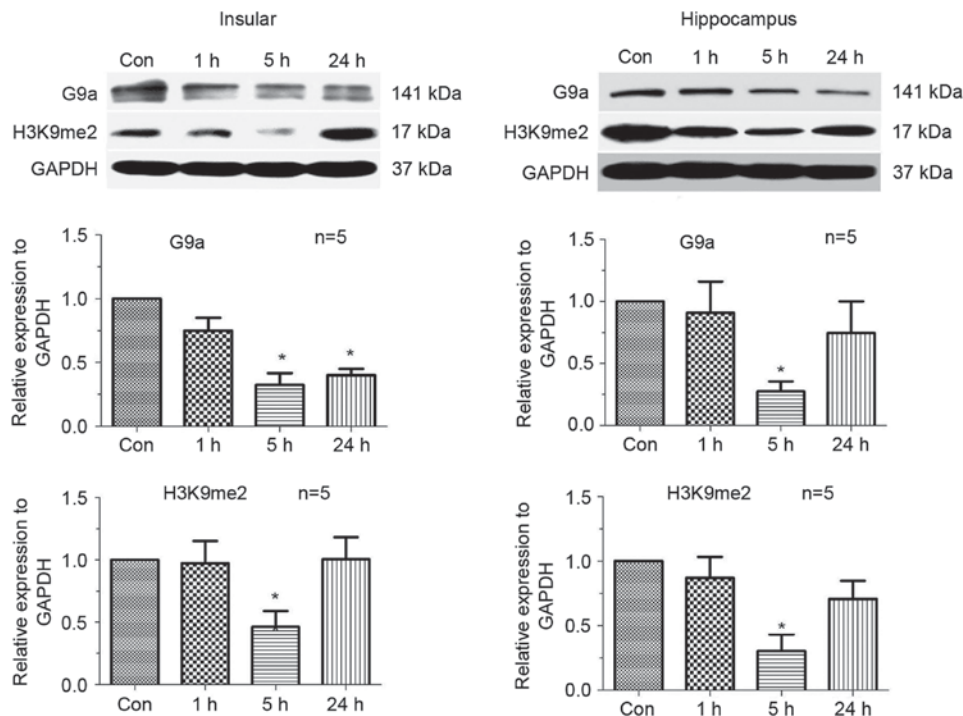 Insular
Con 1 h 5 h 24 h
G9a 141 kDa
H3K9me2 17 kDa
GAPDH 37 kDa
Hippocampus
Con 1 h 5 h 24 h
G9a 141 kDa
H3K9me2 17 kDa
GAPDH 37 kDa
Relative expression to
GAPDH
1.5
1.0
0.5
0.0
G9a n=5
* *
Con 1 h 5 h 24 h
Relative expression to
GAPDH
1.5
1.0
0.5
0.0
G9a n=5
*
Con 1 h 5 h 24 h
Relative expression to
GAPDH
1.5
1.0
0.5
0.0
H3K9me2 n=5
*
Con 1 h 5 h 24 h
Relative expression to
GAPDH
1.5
1.0
0.5
0.0
H3K9me2 n=5
*
Con 1 h 5 h 24 h